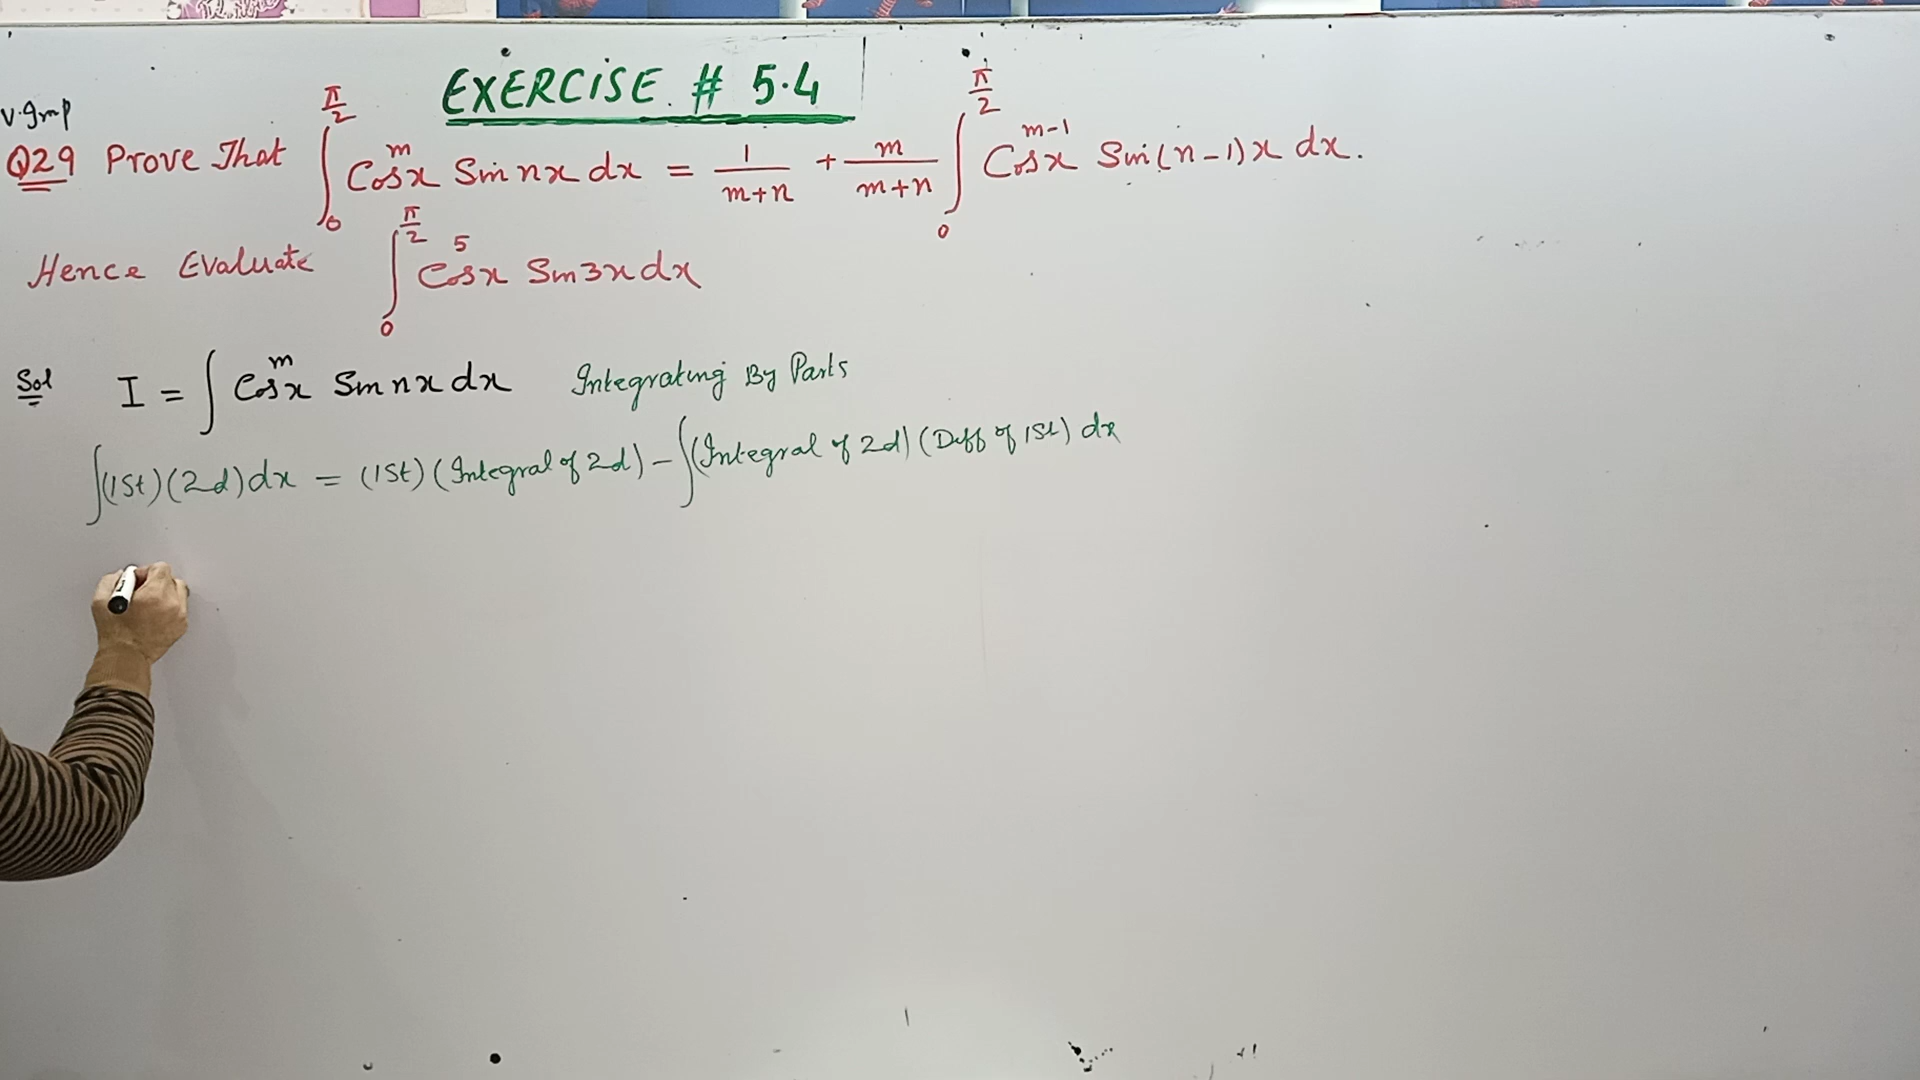 EXERCISE # 5.4
V.Imp
Q29 Prove That ∫₀^{π/2} Cos^m x Sin nx dx = 1/(m+n) + m/(m+n) ∫₀^{π/2} Cos^{m-1} x Sin(n-1)x dx.
Hence Evaluate ∫₀^{π/2} Cos^5 x Sin3x dx
Sol I = ∫ Cos^m x Sin nx dx Integrating By Parts
∫(1St)(2d)dx = (1St)(Integral of 2d) - ∫(Integral of 2d)(Diff of 1St) dx